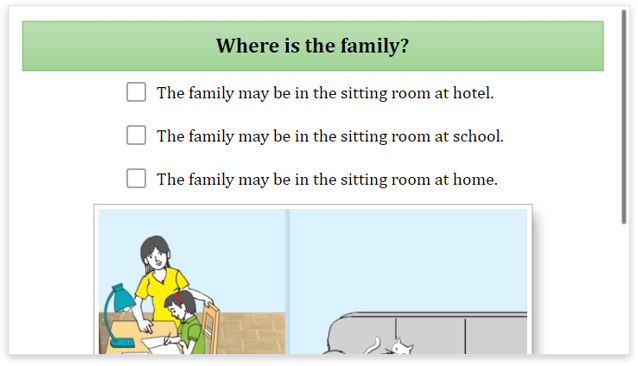 Where is the family?
The family may be in the sitting room at hotel.
The family may be in the sitting room at school.
The family may be in the sitting room at home.